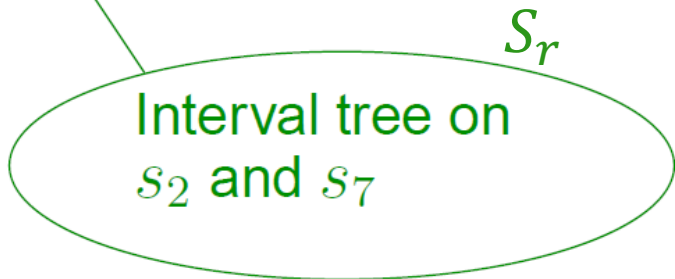 S_r
Interval tree on
s_2 and s_7